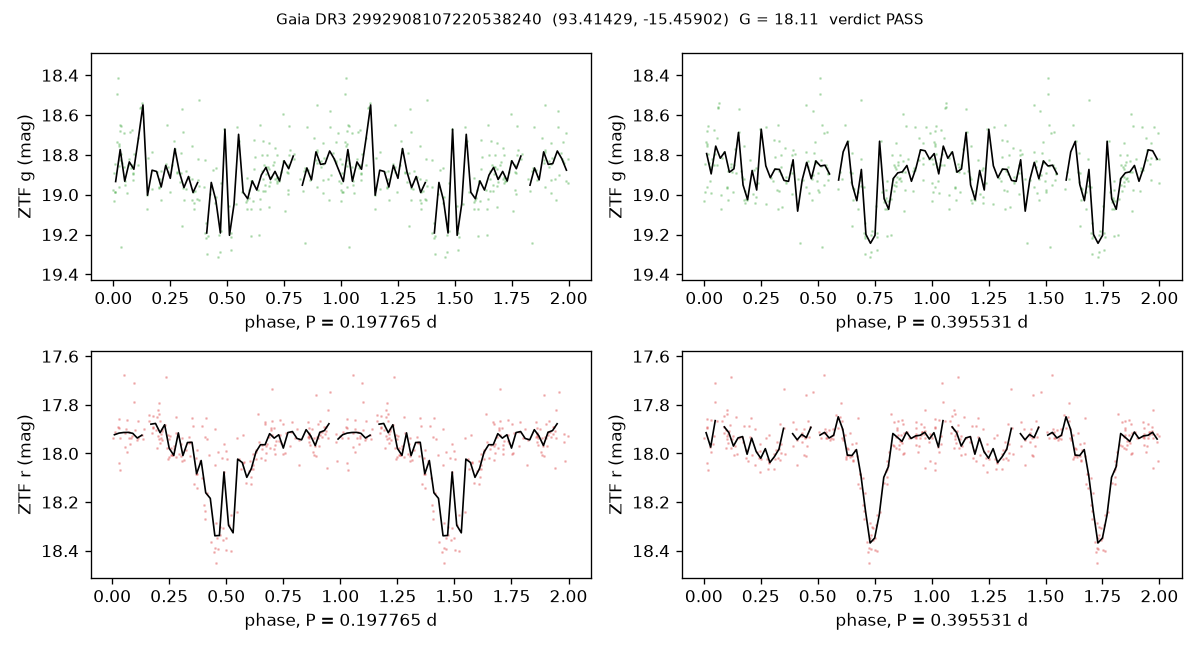 Gaia DR3 2992908107220538240 (93.41429, -15.45902) G = 18.11 verdict PASS
ZTF g (mag)
18.4
18.6
18.8
19.0
19.2
19.4
0.00 0.25 0.50 0.75 1.00 1.25 1.50 1.75 2.00
phase, P = 0.197765 d
ZTF g (mag)
18.4
18.6
18.8
19.0
19.2
19.4
0.00 0.25 0.50 0.75 1.00 1.25 1.50 1.75 2.00
phase, P = 0.395531 d
ZTF r (mag)
17.6
17.8
18.0
18.2
18.4
0.00 0.25 0.50 0.75 1.00 1.25 1.50 1.75 2.00
phase, P = 0.197765 d
ZTF r (mag)
17.6
17.8
18.0
18.2
18.4
0.00 0.25 0.50 0.75 1.00 1.25 1.50 1.75 2.00
phase, P = 0.395531 d